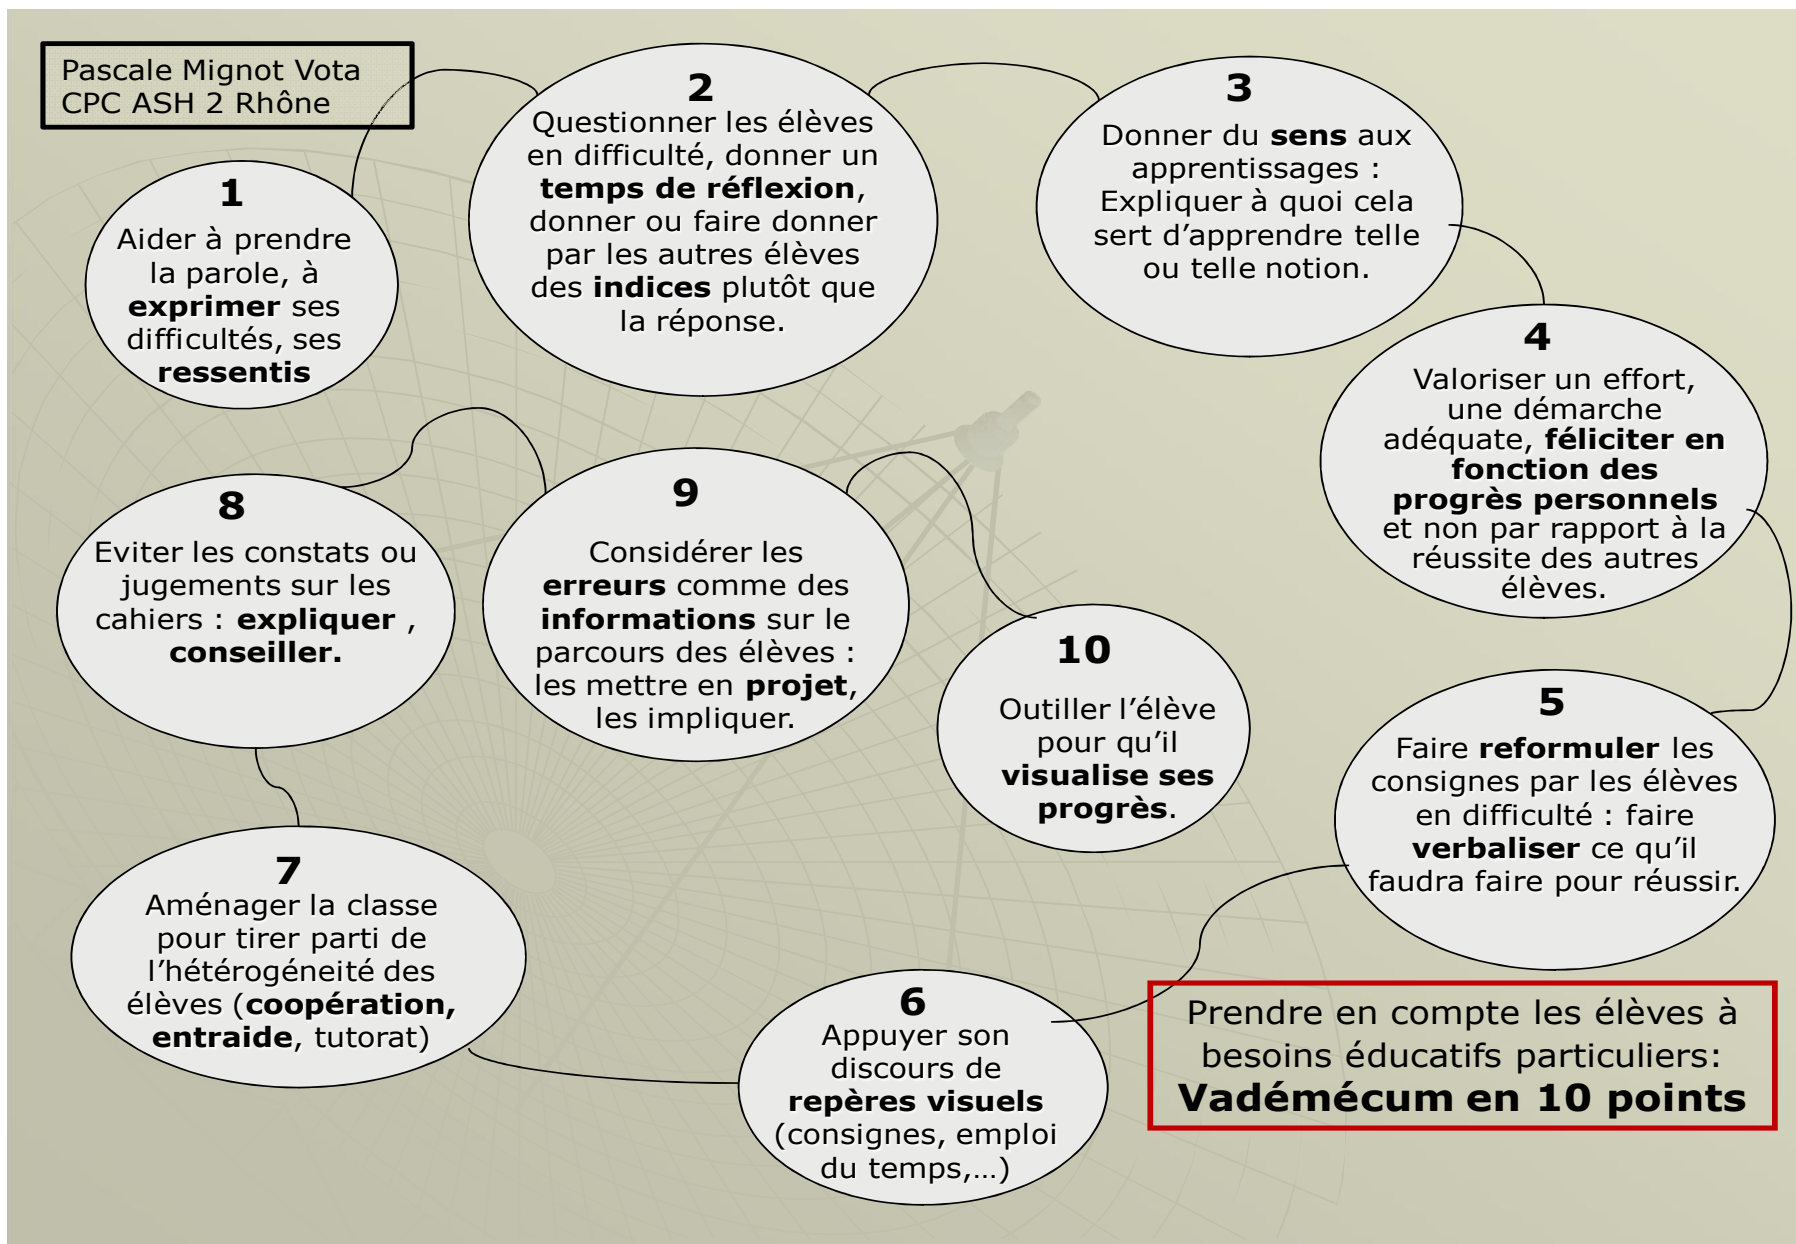 Pascale Mignot Vota
CPC ASH 2 Rhône
1
Aider à prendre
la parole, à
exprimer ses
difficultés, ses
ressentis
2
Questionner les élèves
en difficulté, donner un
temps de réflexion,
donner ou faire donner
par les autres élèves
des indices plutôt que
la réponse.
3
Donner du sens aux
apprentissages :
Expliquer à quoi cela
sert d’apprendre telle
ou telle notion.
4
Valoriser un effort,
une démarche
adéquate, féliciter en
fonction des
progrès personnels
et non par rapport à la
réussite des autres
élèves.
5
Faire reformuler les
consignes par les élèves
en difficulté : faire
verbaliser ce qu’il
faudra faire pour réussir.
6
Appuyer son
discours de
repères visuels
(consignes, emploi
du temps,…)
7
Aménager la classe
pour tirer parti de
l’hétérogéneité des
élèves (coopération,
entraide, tutorat)
8
Eviter les constats ou
jugements sur les
cahiers : expliquer ,
conseiller.
9
Considérer les
erreurs comme des
informations sur le
parcours des élèves :
les mettre en projet,
les impliquer.
10
Outiller l’élève
pour qu’il
visualise ses
progrès.
Prendre en compte les élèves à
besoins éducatifs particuliers:
Vadémécum en 10 points